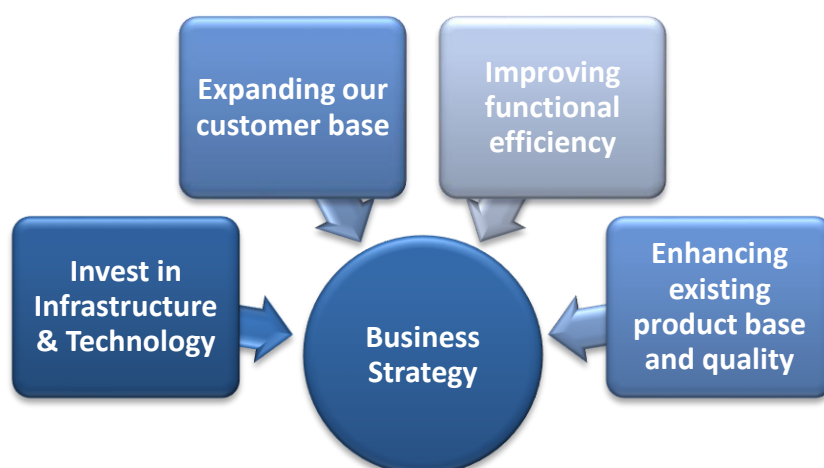 Expanding our
customer base
Improving
functional
efficiency
Invest in
Infrastructure
& Technology
Enhancing
existing
product base
and quality
Business
Strategy